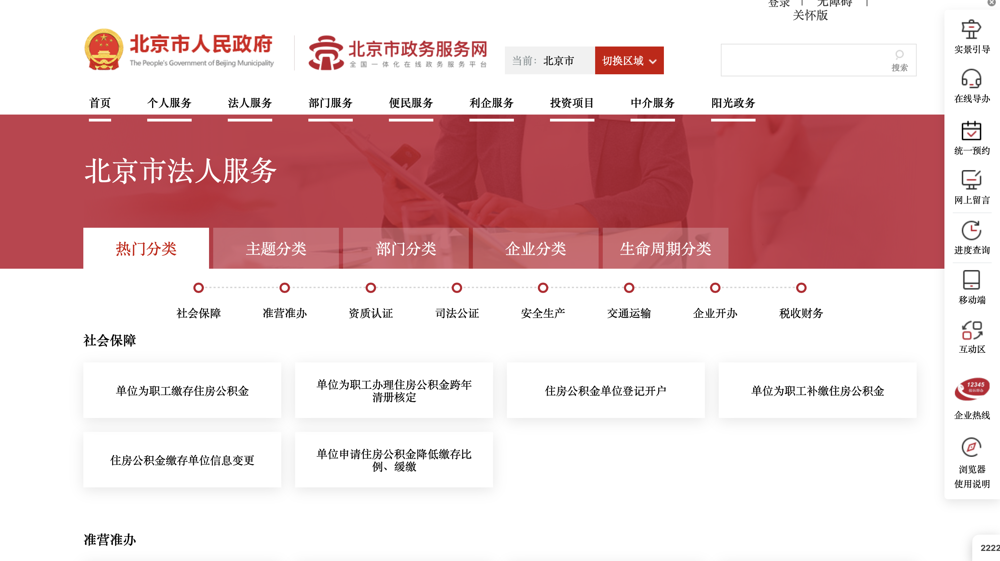 登录 | 无障碍 |
关怀版
北京市人民政府
The People's Government of Beijing Municipality
北京市政务服务网
全国一体化在线政务服务平台
当前： 北京市
切换区域
搜索
首页 个人服务 法人服务 部门服务 便民服务 利企服务 投资项目 中介服务 阳光政务
北京市法人服务
热门分类 主题分类 部门分类 企业分类 生命周期分类
社会保障 准营准办 资质认证 司法公证 安全生产 交通运输 企业开办 税收财务
社会保障
单位为职工缴存住房公积金
单位为职工办理住房公积金跨年
清册核定
住房公积金单位登记开户
单位为职工补缴住房公积金
住房公积金缴存单位信息变更
单位申请住房公积金降低缴存比
例、缓缴
准营准办
实景引导
在线导办
统一预约
网上留言
进度查询
移动端
互动区
12345
接诉即办
企业热线
浏览器
使用说明
2222